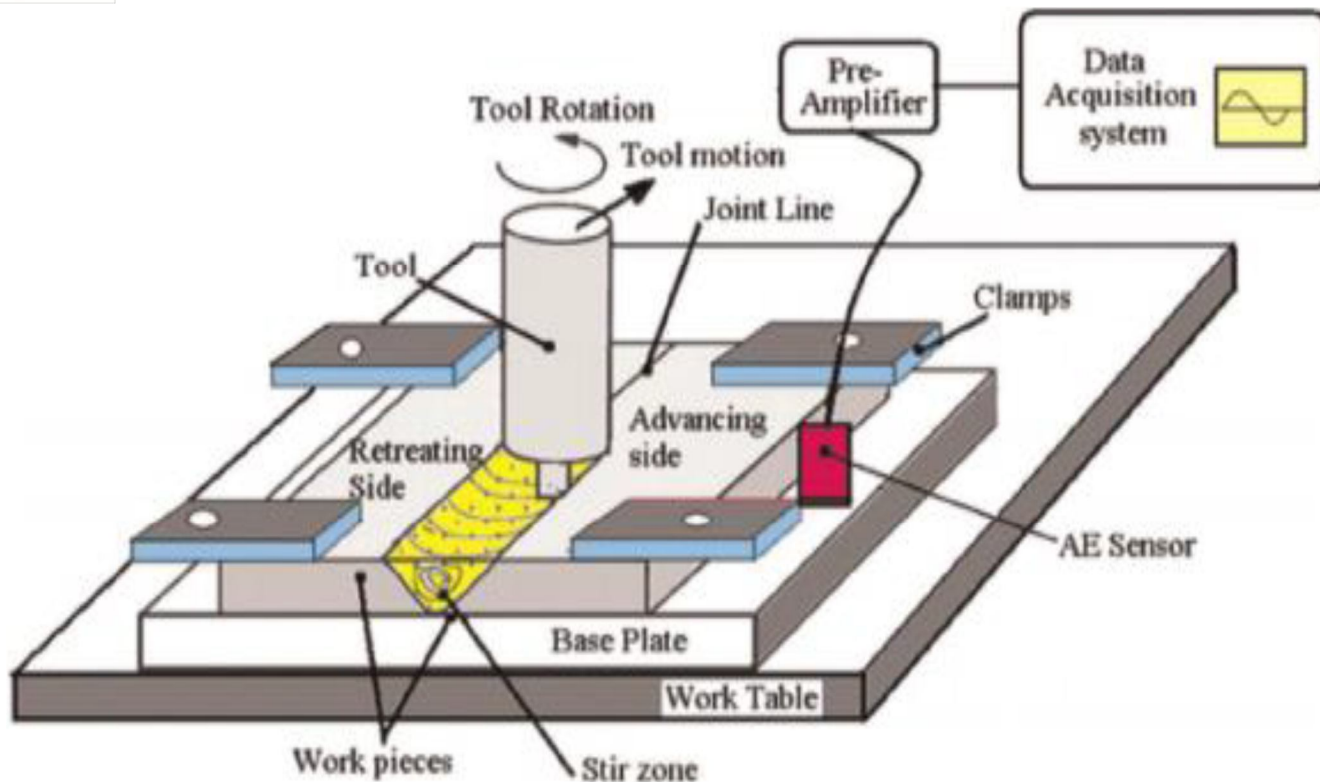 Pre-
Amplifier
Data
Acquisition
system
Tool Rotation
Tool motion
Joint Line
Tool
Clamps
Advancing
side
Retreating
Side
AE Sensor
Base Plate
Work Table
Work pieces
Stir zone